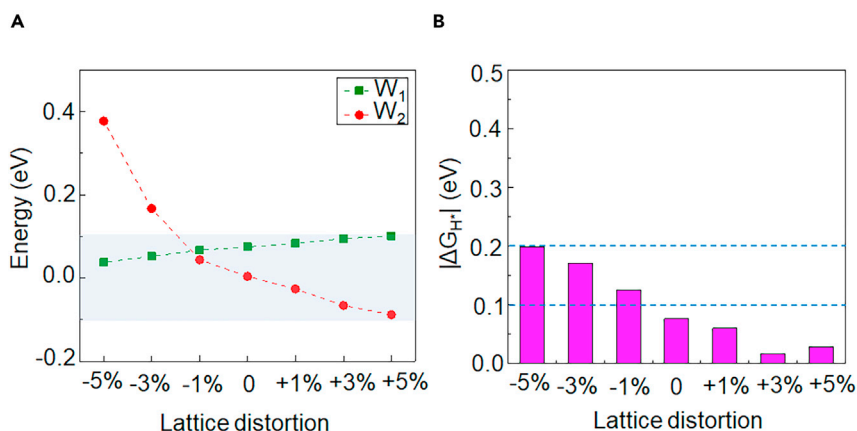 A
Energy (eV)
0.4
0.2
0.0
-0.2
W1
W2
-5% -3% -1% 0 +1% +3% +5%
Lattice distortion
B
|ΔGH*| (eV)
0.5
0.4
0.3
0.2
0.1
0.0
-5% -3% -1% 0 +1% +3% +5%
Lattice distortion